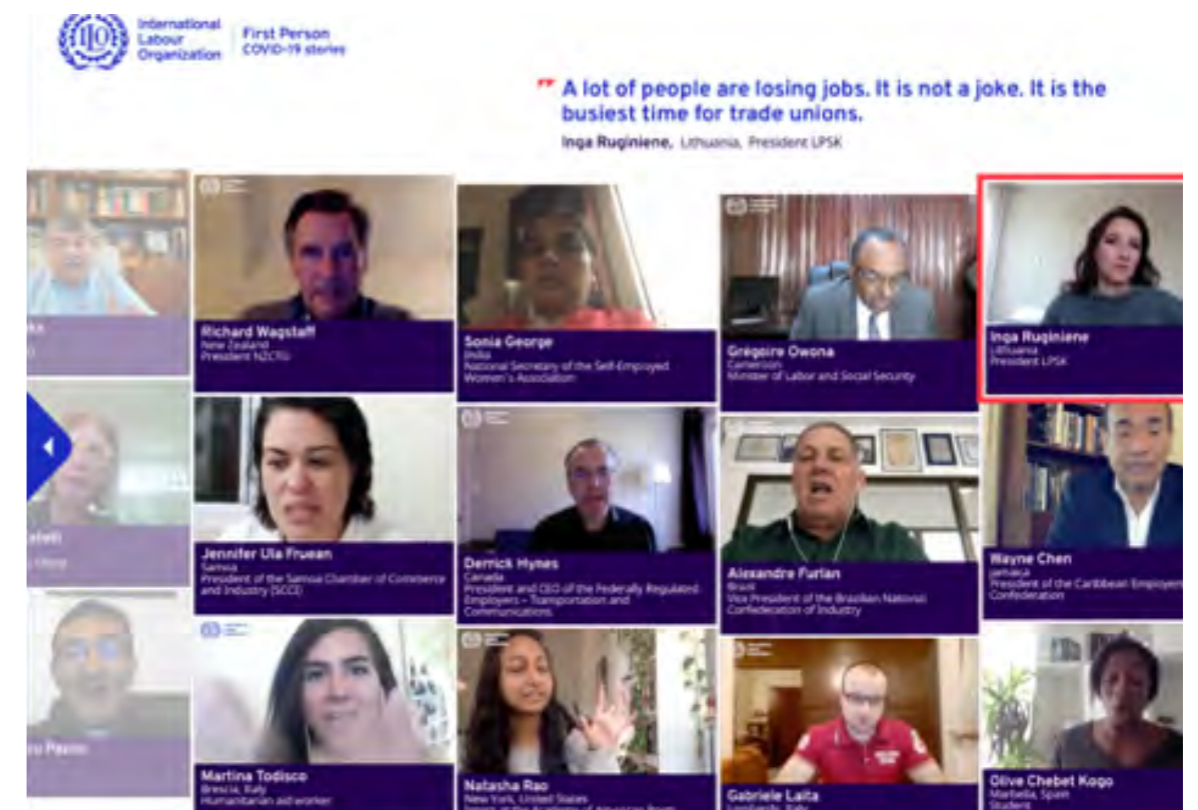 International
Labour
Organization
First Person
COVID-19 stories
A lot of people are losing jobs. It is not a joke. It is the
busiest time for trade unions.
Inga Ruginiene, Lithuania, President LPSK
Richard Wagstaff
New Zealand
President NZCTU
Sonia George
India
National Secretary of the Self-Employed
Women's Association
Grégoire Owona
Cameroon
Minister of Labor and Social Security
Inga Ruginiene
Lithuania
President LPSK
Jennifer Ula Fruean
Samoa
President of the Samoa Chamber of Commerce
and Industry (SCCI)
Derrick Hynes
Canada
President and CEO of the Federally Regulated
Employers – Transportation and
Communications
Alexandre Furlan
Brazil
Vice President of the Brazilian National
Confederation of Industry
Wayne Chen
Jamaica
President of the Caribbean Employers
Confederation
Martina Todisco
Brescia, Italy
Humanitarian aid worker
Natasha Rao
New York, United States
Gabriele Laita
Olive Chebet Kogo
Marbella, Spain
Student